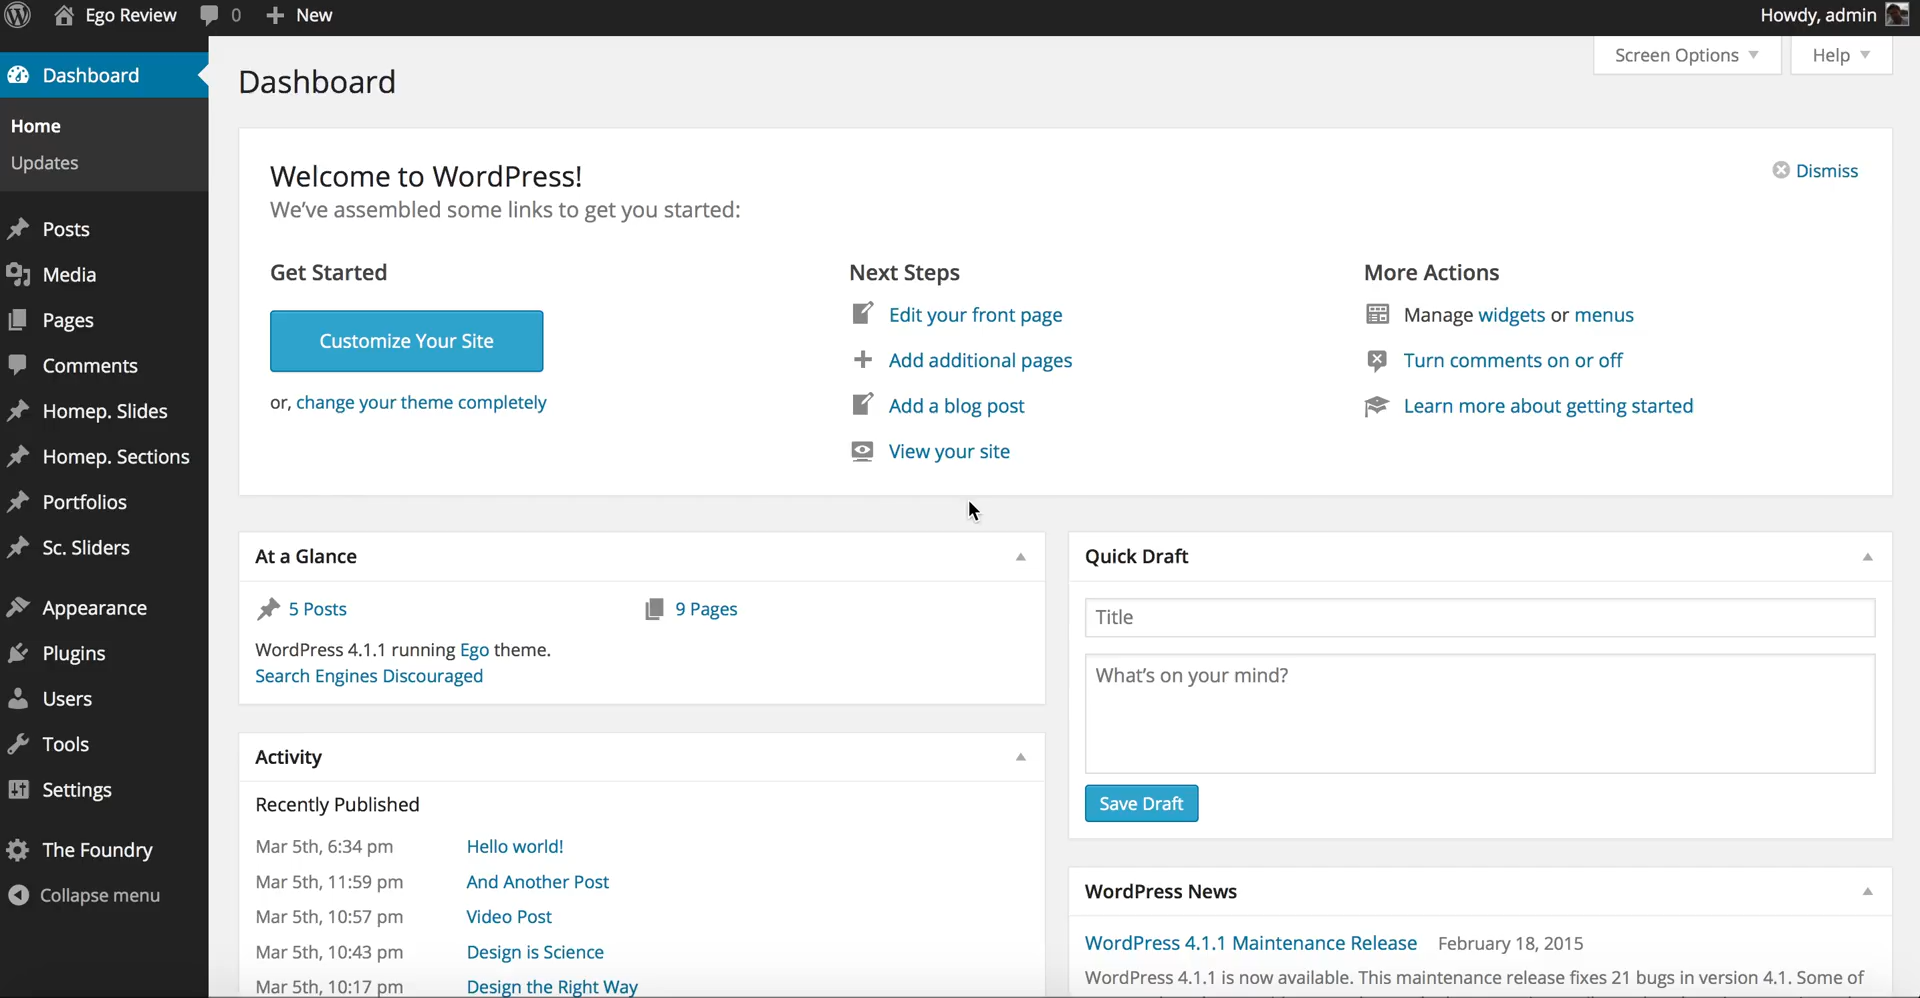 Ego Review 0 New Howdy, admin
Screen Options Help
Dashboard
Home
Updates
Posts
Media
Pages
Comments
Homep. Slides
Homep. Sections
Portfolios
Sc. Sliders
Appearance
Plugins
Users
Tools
Settings
The Foundry
Collapse menu
Dashboard
Welcome to WordPress!
We've assembled some links to get you started:
Dismiss
Get Started
Customize Your Site
or, change your theme completely
Next Steps
Edit your front page
Add additional pages
Add a blog post
View your site
More Actions
Manage widgets or menus
Turn comments on or off
Learn more about getting started
At a Glance
5 Posts 9 Pages
WordPress 4.1.1 running Ego theme.
Search Engines Discouraged
Activity
Recently Published
Mar 5th, 6:34 pm Hello world!
Mar 5th, 11:59 pm And Another Post
Mar 5th, 10:57 pm Video Post
Mar 5th, 10:43 pm Design is Science
Mar 5th, 10:17 pm Design the Right Way
Quick Draft
Title
What's on your mind?
Save Draft
WordPress News
WordPress 4.1.1 Maintenance Release February 18, 2015
WordPress 4.1.1 is now available. This maintenance release fixes 21 bugs in version 4.1. Some of